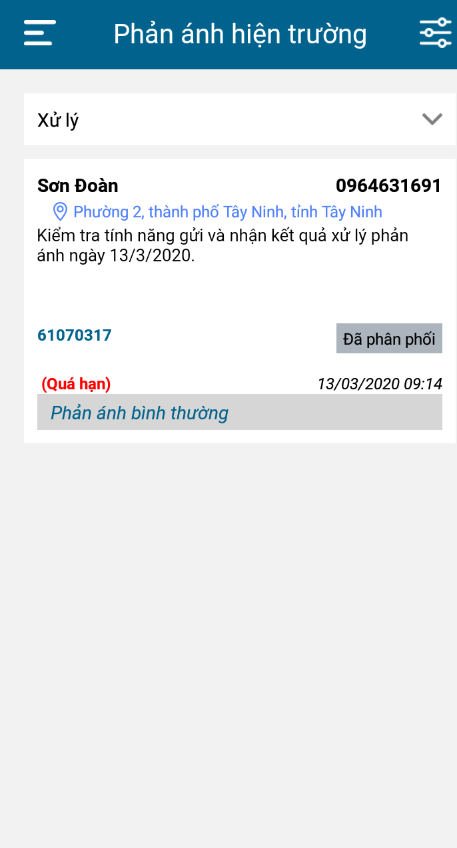 Phản ánh hiện trường
Xử lý
Sơn Đoàn 0964631691
Phường 2, thành phố Tây Ninh, tỉnh Tây Ninh
Kiểm tra tính năng gửi và nhận kết quả xử lý phản
ánh ngày 13/3/2020.
61070317 Đã phân phối
(Quá hạn) 13/03/2020 09:14
Phản ánh bình thường